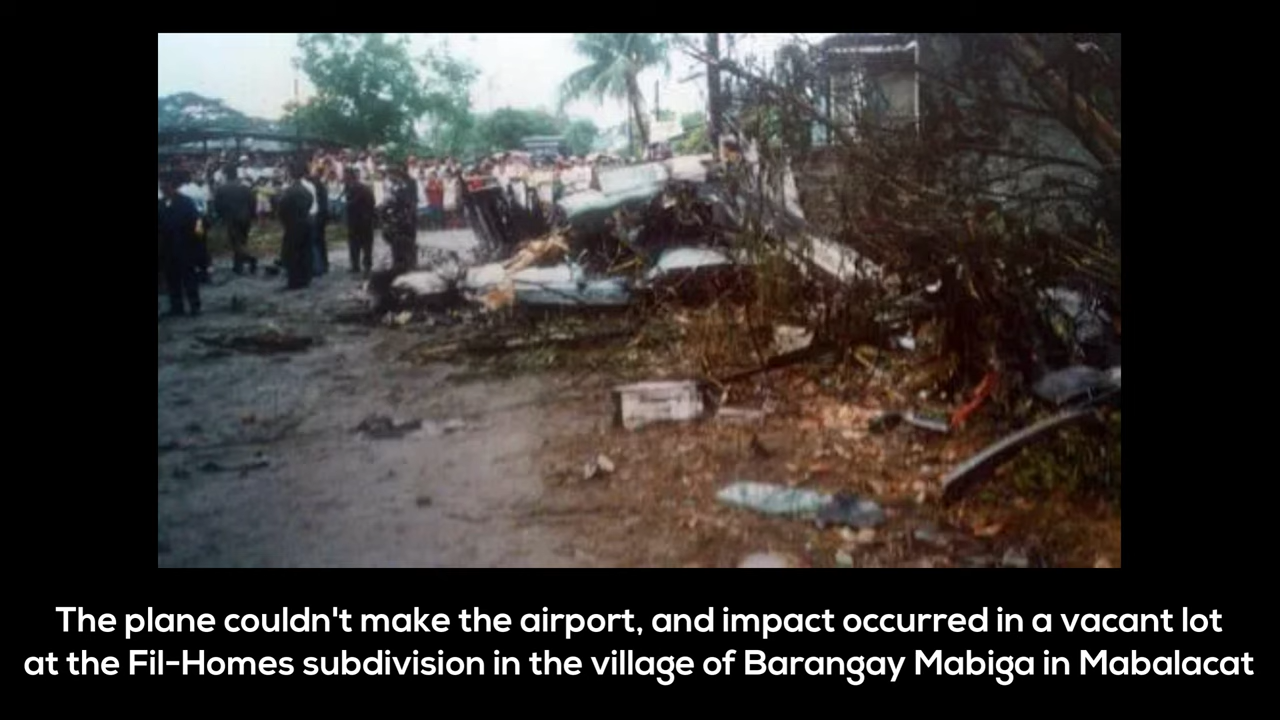 The plane couldn't make the airport, and impact occurred in a vacant lot
at the Fil-Homes subdivision in the village of Barangay Mabiga in Mabalacat